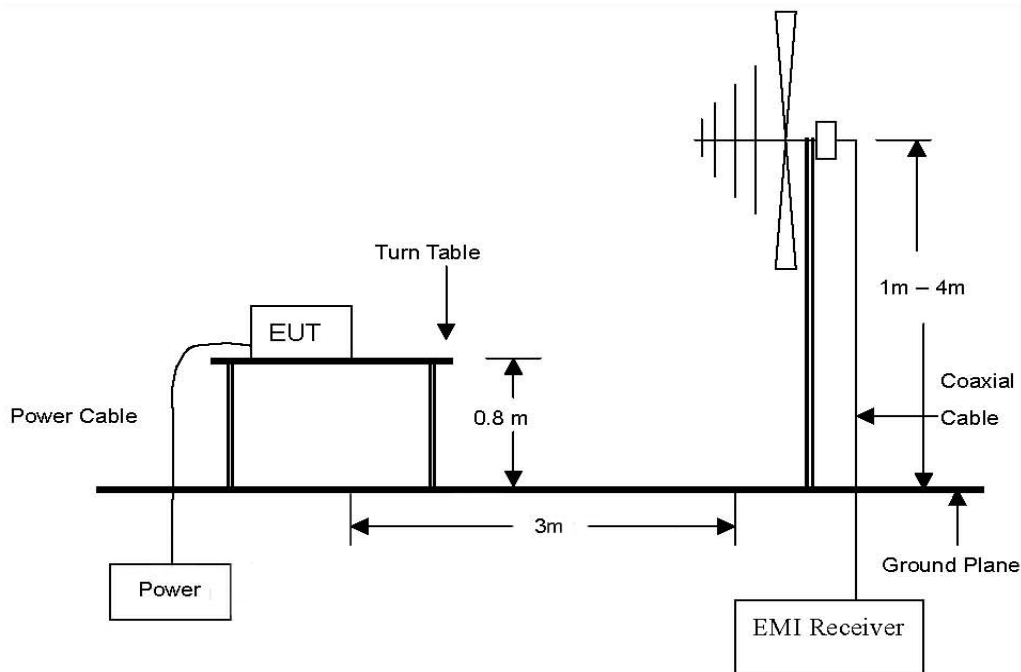 Turn Table
EUT
1m – 4m
Coaxial
Cable
Power Cable
0.8 m
3m
Ground Plane
Power
EMI Receiver